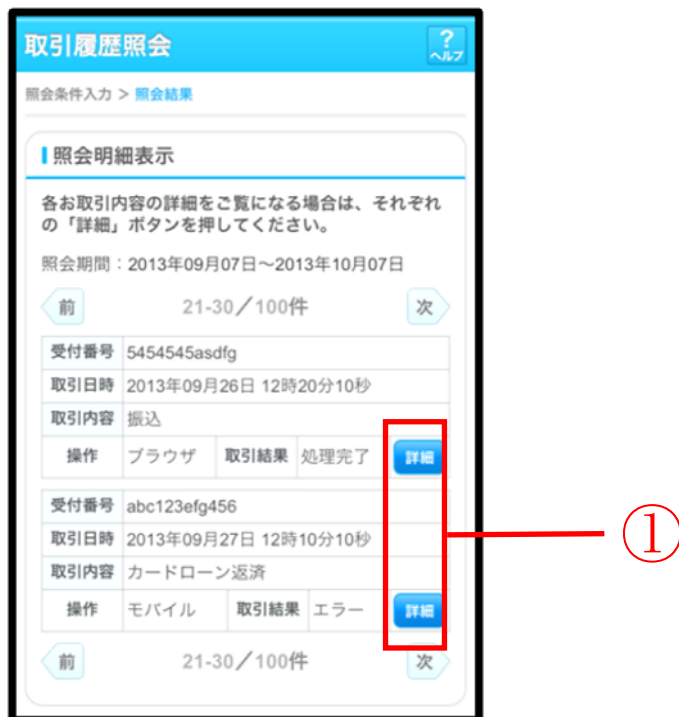 取引履歴照会
?
ヘルプ
照会条件入力 > 照会結果
照会明細表示
各お取引内容の詳細をご覧になる場合は、それぞれ
の「詳細」ボタンを押してください。
照会期間：2013年09月07日～2013年10月07日
前 21-30／100件 次
受付番号 5454545asdfg
取引日時 2013年09月26日 12時20分10秒
取引内容 振込
操作 ブラウザ 取引結果 処理完了 詳細
受付番号 abc123efg456
取引日時 2013年09月27日 12時10分10秒
取引内容 カードローン返済
操作 モバイル 取引結果 エラー 詳細
前 21-30／100件 次
①